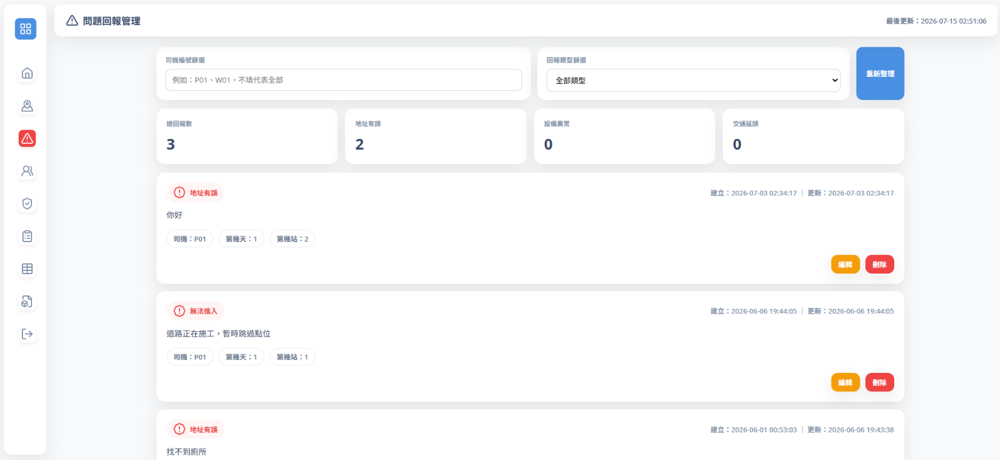 問題回報管理
最後更新：2026-07-15 02:51:06
司機編號篩選
例如：P01、W01，不填代表全部
回報類型篩選
全部類型
重新整理
總回報數
3
地址有誤
2
設備異常
0
交通延誤
0
地址有誤
建立：2026-07-03 02:34:17 ｜ 更新：2026-07-03 02:34:17
你好
司機：P01
第幾天：1
第幾站：2
編輯
刪除
無法進入
建立：2026-06-06 19:44:05 ｜ 更新：2026-06-06 19:44:05
道路正在施工，暫時跳過點位
司機：P01
第幾天：1
第幾站：1
編輯
刪除
地址有誤
建立：2026-06-01 00:53:03 ｜ 更新：2026-06-06 19:43:38
找不到廁所